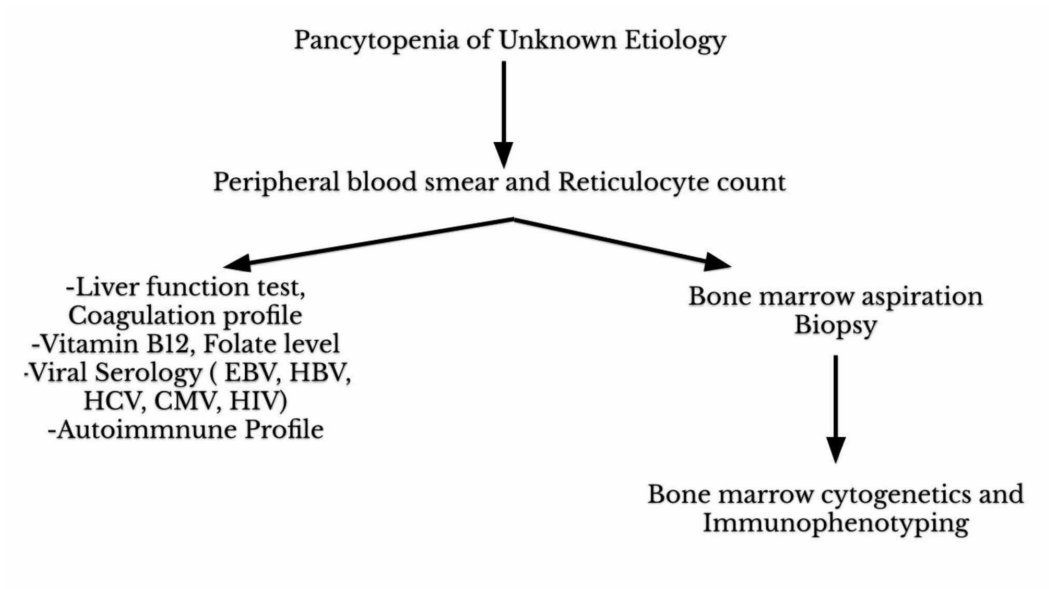 Pancytopenia of Unknown Etiology
Peripheral blood smear and Reticulocyte count
-Liver function test,
Coagulation profile
-Vitamin B12, Folate level
-Viral Serology ( EBV, HBV,
HCV, CMV, HIV)
-Autoimmnune Profile
Bone marrow aspiration
Biopsy
Bone marrow cytogenetics and
Immunophenotyping